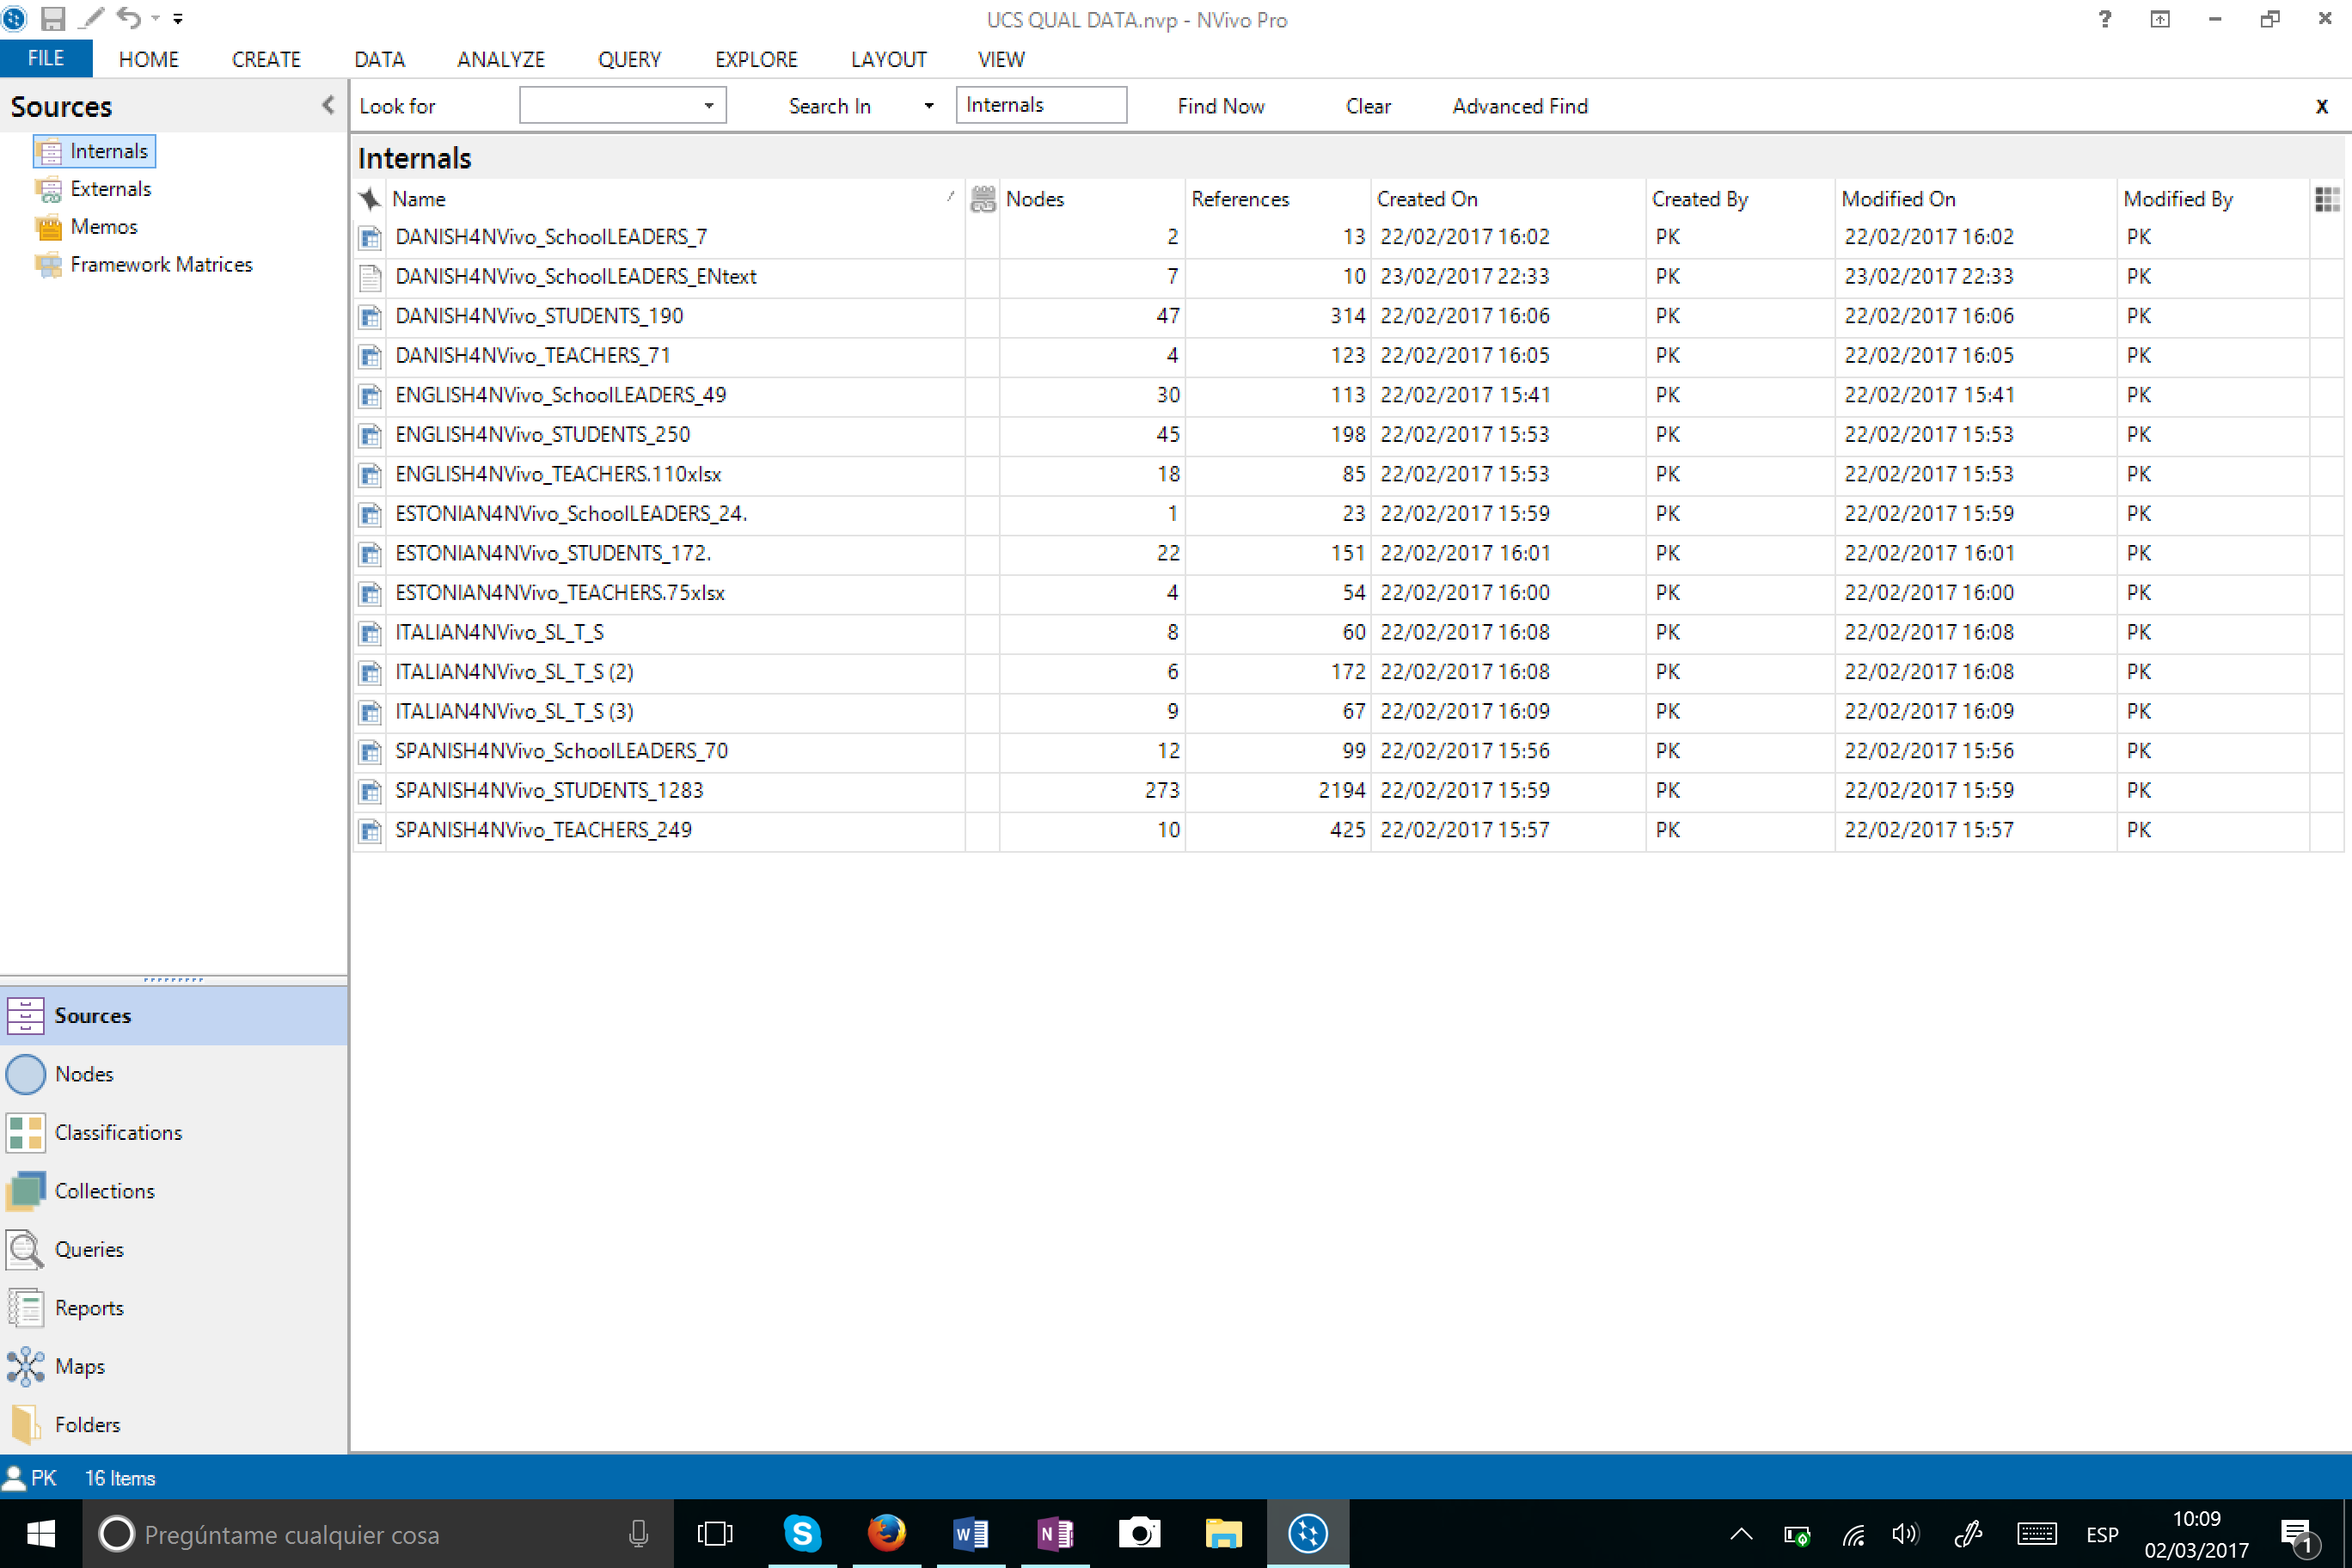 UCS QUAL DATA.nvp - NVivo Pro
FILE HOME CREATE DATA ANALYZE QUERY EXPLORE LAYOUT VIEW
Sources
Internals
Externals
Memos
Framework Matrices
Look for Search In Internals Find Now Clear Advanced Find x
Internals
Name Nodes References Created On Created By Modified On Modified By
DANISH4NVivo_SchoolLEADERS_7 2 13 22/02/2017 16:02 PK 22/02/2017 16:02 PK
DANISH4NVivo_SchoolLEADERS_ENtext 7 10 23/02/2017 22:33 PK 23/02/2017 22:33 PK
DANISH4NVivo_STUDENTS_190 47 314 22/02/2017 16:06 PK 22/02/2017 16:06 PK
DANISH4NVivo_TEACHERS_71 4 123 22/02/2017 16:05 PK 22/02/2017 16:05 PK
ENGLISH4NVivo_SchoolLEADERS_49 30 113 22/02/2017 15:41 PK 22/02/2017 15:41 PK
ENGLISH4NVivo_STUDENTS_250 45 198 22/02/2017 15:53 PK 22/02/2017 15:53 PK
ENGLISH4NVivo_TEACHERS.110xlsx 18 85 22/02/2017 15:53 PK 22/02/2017 15:53 PK
ESTONIAN4NVivo_SchoolLEADERS_24. 1 23 22/02/2017 15:59 PK 22/02/2017 15:59 PK
ESTONIAN4NVivo_STUDENTS_172. 22 151 22/02/2017 16:01 PK 22/02/2017 16:01 PK
ESTONIAN4NVivo_TEACHERS.75xlsx 4 54 22/02/2017 16:00 PK 22/02/2017 16:00 PK
ITALIAN4NVivo_SL_T_S 8 60 22/02/2017 16:08 PK 22/02/2017 16:08 PK
ITALIAN4NVivo_SL_T_S (2) 6 172 22/02/2017 16:08 PK 22/02/2017 16:08 PK
ITALIAN4NVivo_SL_T_S (3) 9 67 22/02/2017 16:09 PK 22/02/2017 16:09 PK
SPANISH4NVivo_SchoolLEADERS_70 12 99 22/02/2017 15:56 PK 22/02/2017 15:56 PK
SPANISH4NVivo_STUDENTS_1283 273 2194 22/02/2017 15:59 PK 22/02/2017 15:59 PK
SPANISH4NVivo_TEACHERS_249 10 425 22/02/2017 15:57 PK 22/02/2017 15:57 PK
Sources
Nodes
Classifications
Collections
Queries
Reports
Maps
Folders
PK 16 Items
Pregúntame cualquier cosa
ESP
10:09
02/03/2017
1